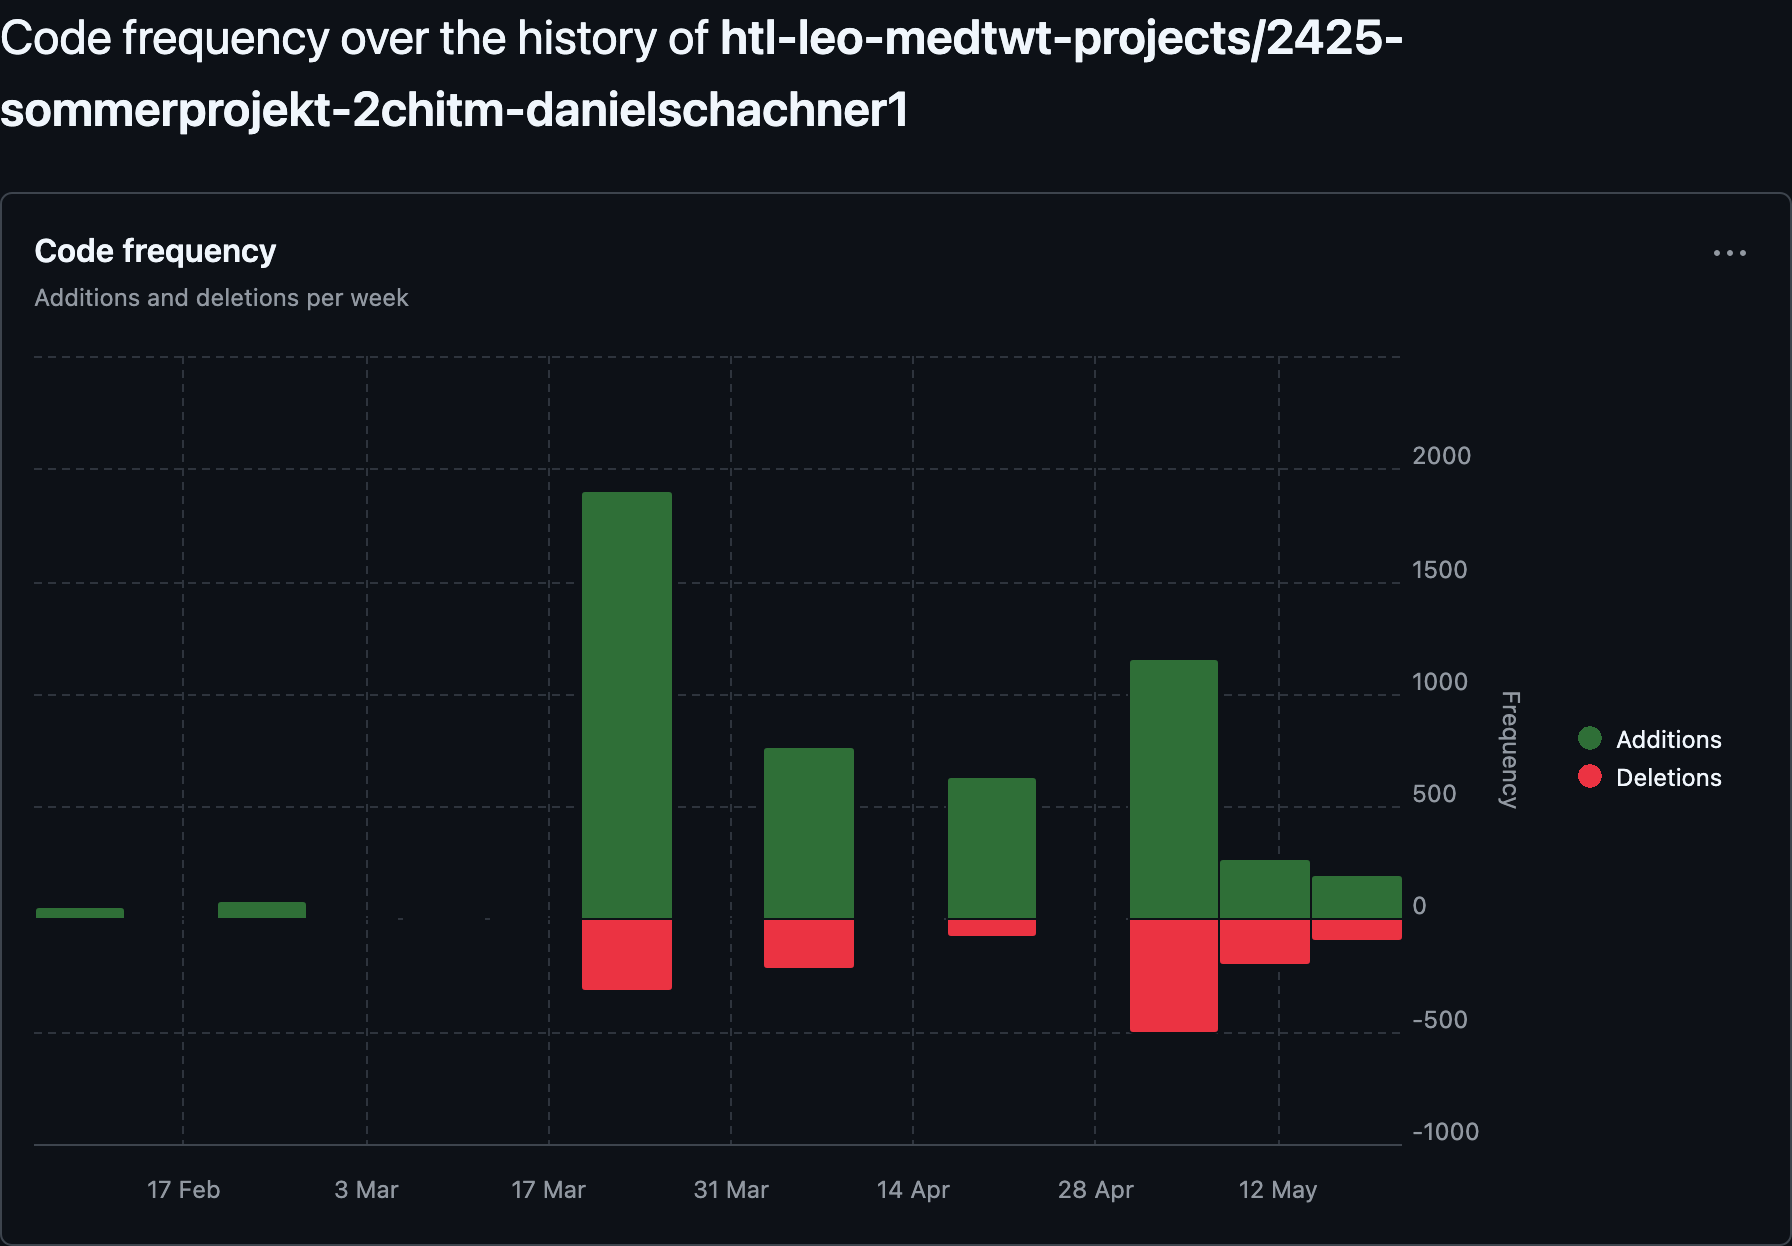 Code frequency over the history of htl-leo-medtwt-projects/2425-
sommerprojekt-2chitm-danielschachner1
Code frequency
Additions and deletions per week
2000
1500
1000
500
0
-500
-1000
Frequency
Additions
Deletions
17 Feb
3 Mar
17 Mar
31 Mar
14 Apr
28 Apr
12 May